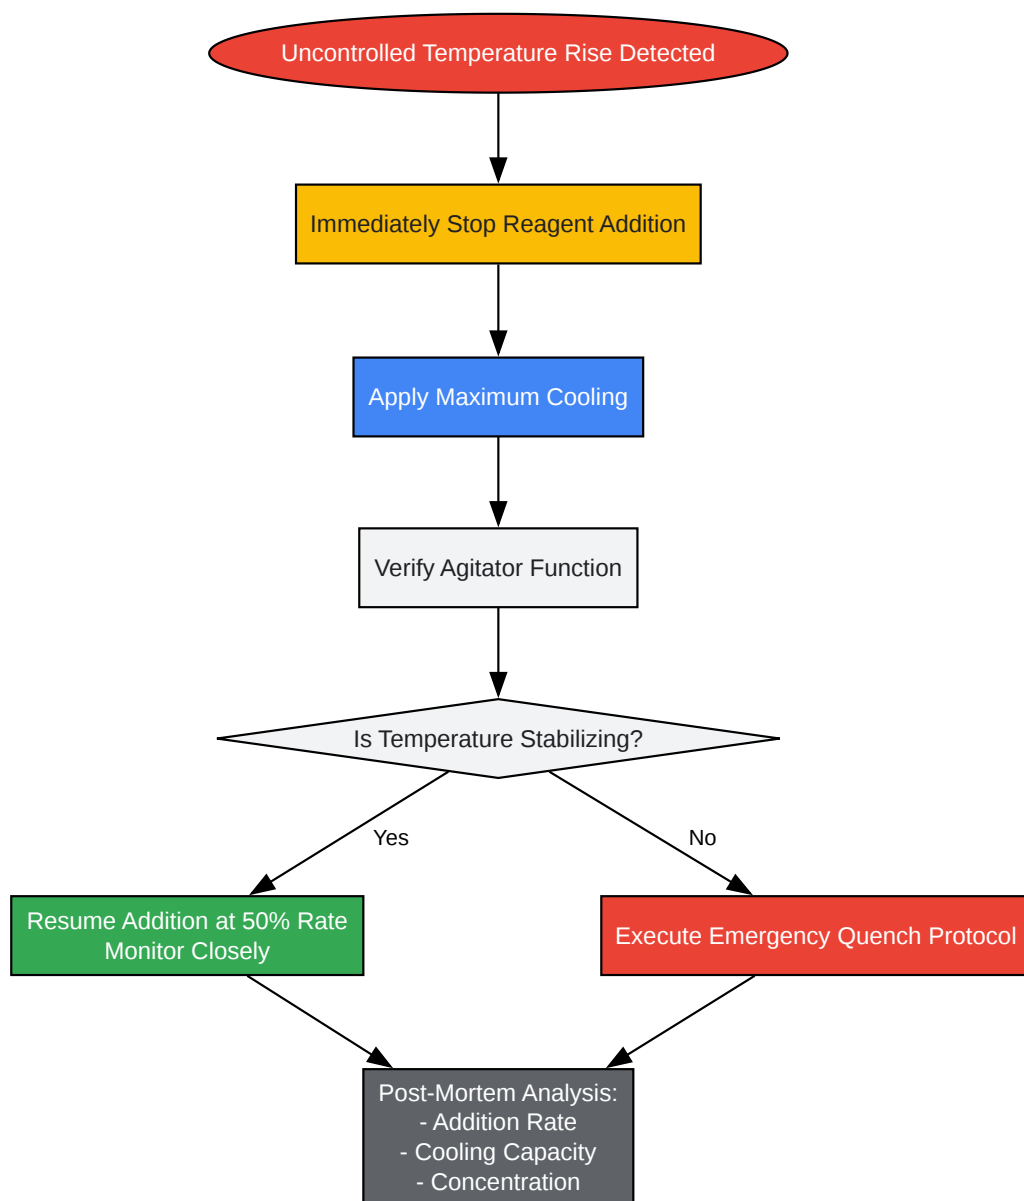 Uncontrolled Temperature Rise Detected
Immediately Stop Reagent Addition
Apply Maximum Cooling
Verify Agitator Function
Is Temperature Stabilizing?
Yes
No
Resume Addition at 50% Rate
Monitor Closely
Execute Emergency Quench Protocol
Post-Mortem Analysis:
- Addition Rate
- Cooling Capacity
- Concentration